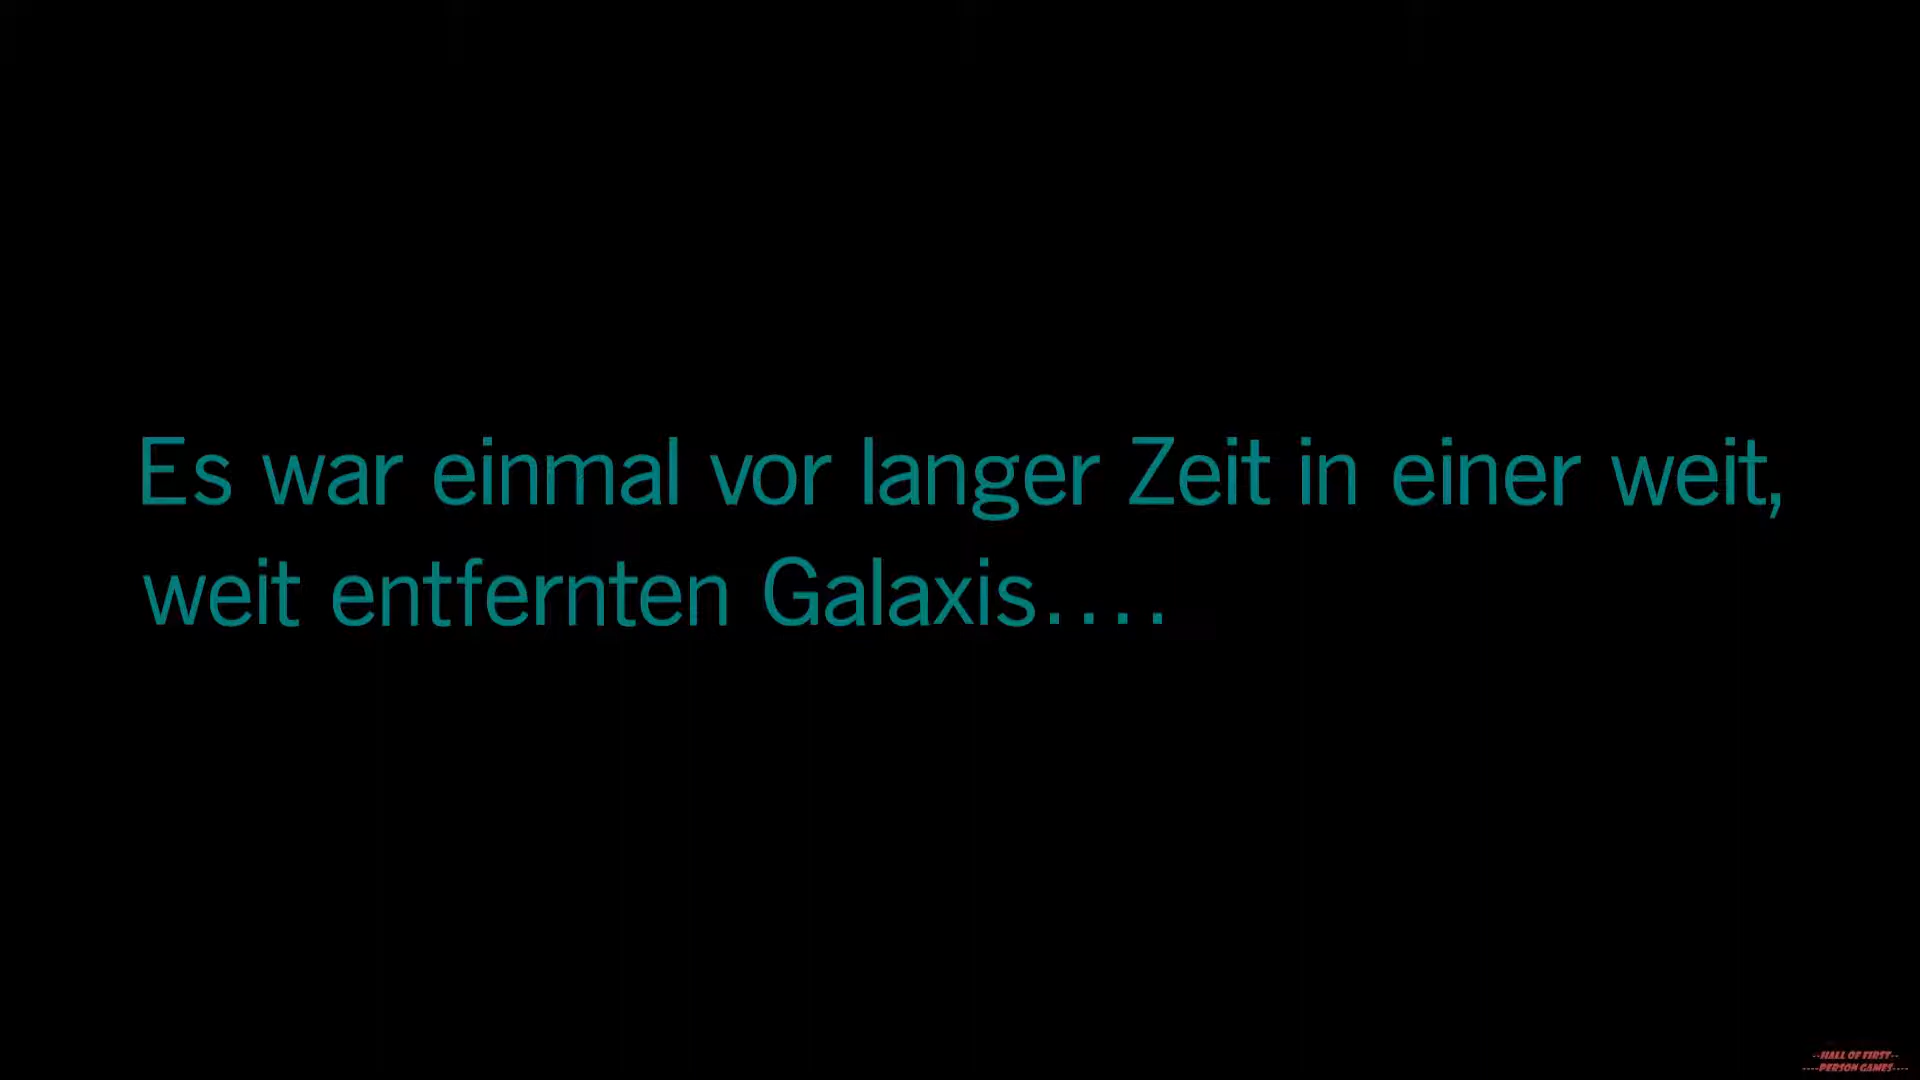 Es war einmal vor langer Zeit in einer weit,
weit entfernten Galaxis....
--HALL OF FIRST--
----PERSON GAMES----